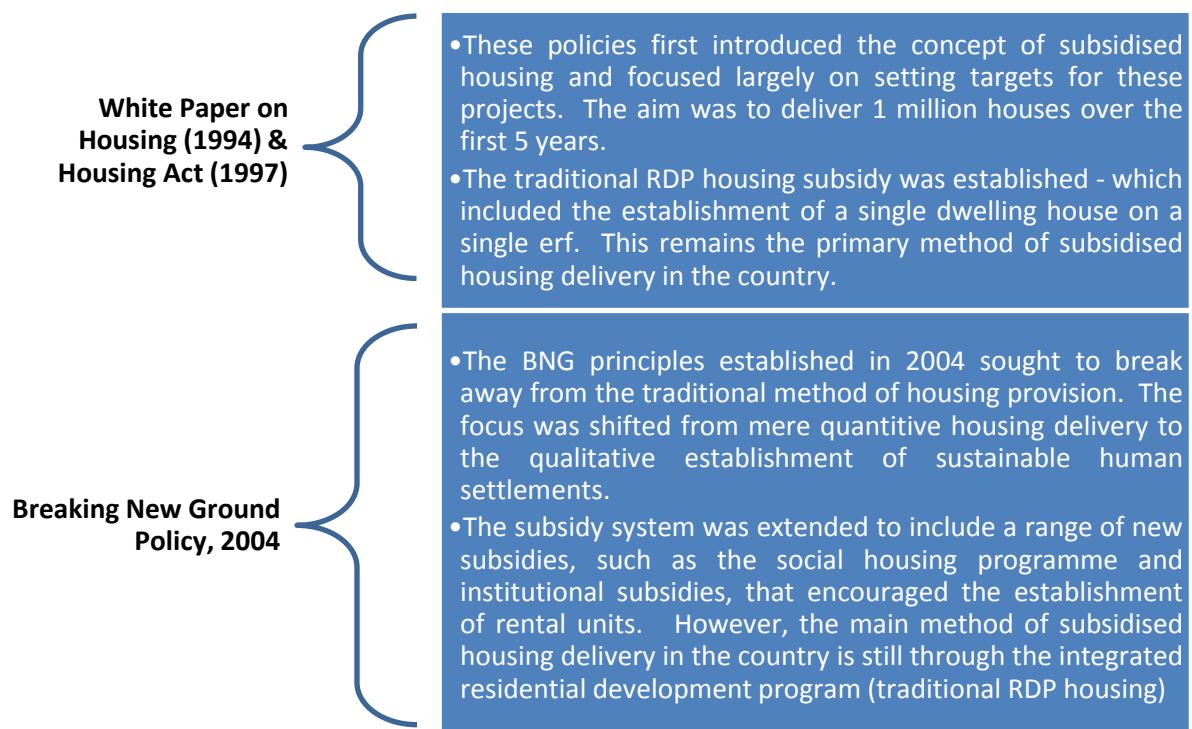 White Paper on
Housing (1994) &
Housing Act (1997)
•These policies first introduced the concept of subsidised
housing and focused largely on setting targets for these
projects. The aim was to deliver 1 million houses over the
first 5 years.
•The traditional RDP housing subsidy was established - which
included the establishment of a single dwelling house on a
single erf. This remains the primary method of subsidised
housing delivery in the country.
Breaking New Ground
Policy, 2004
•The BNG principles established in 2004 sought to break
away from the traditional method of housing provision. The
focus was shifted from mere quantitive housing delivery to
the qualitative establishment of sustainable human
settlements.
•The subsidy system was extended to include a range of new
subsidies, such as the social housing programme and
institutional subsidies, that encouraged the establishment
of rental units. However, the main method of subsidised
housing delivery in the country is still through the integrated
residential development program (traditional RDP housing)